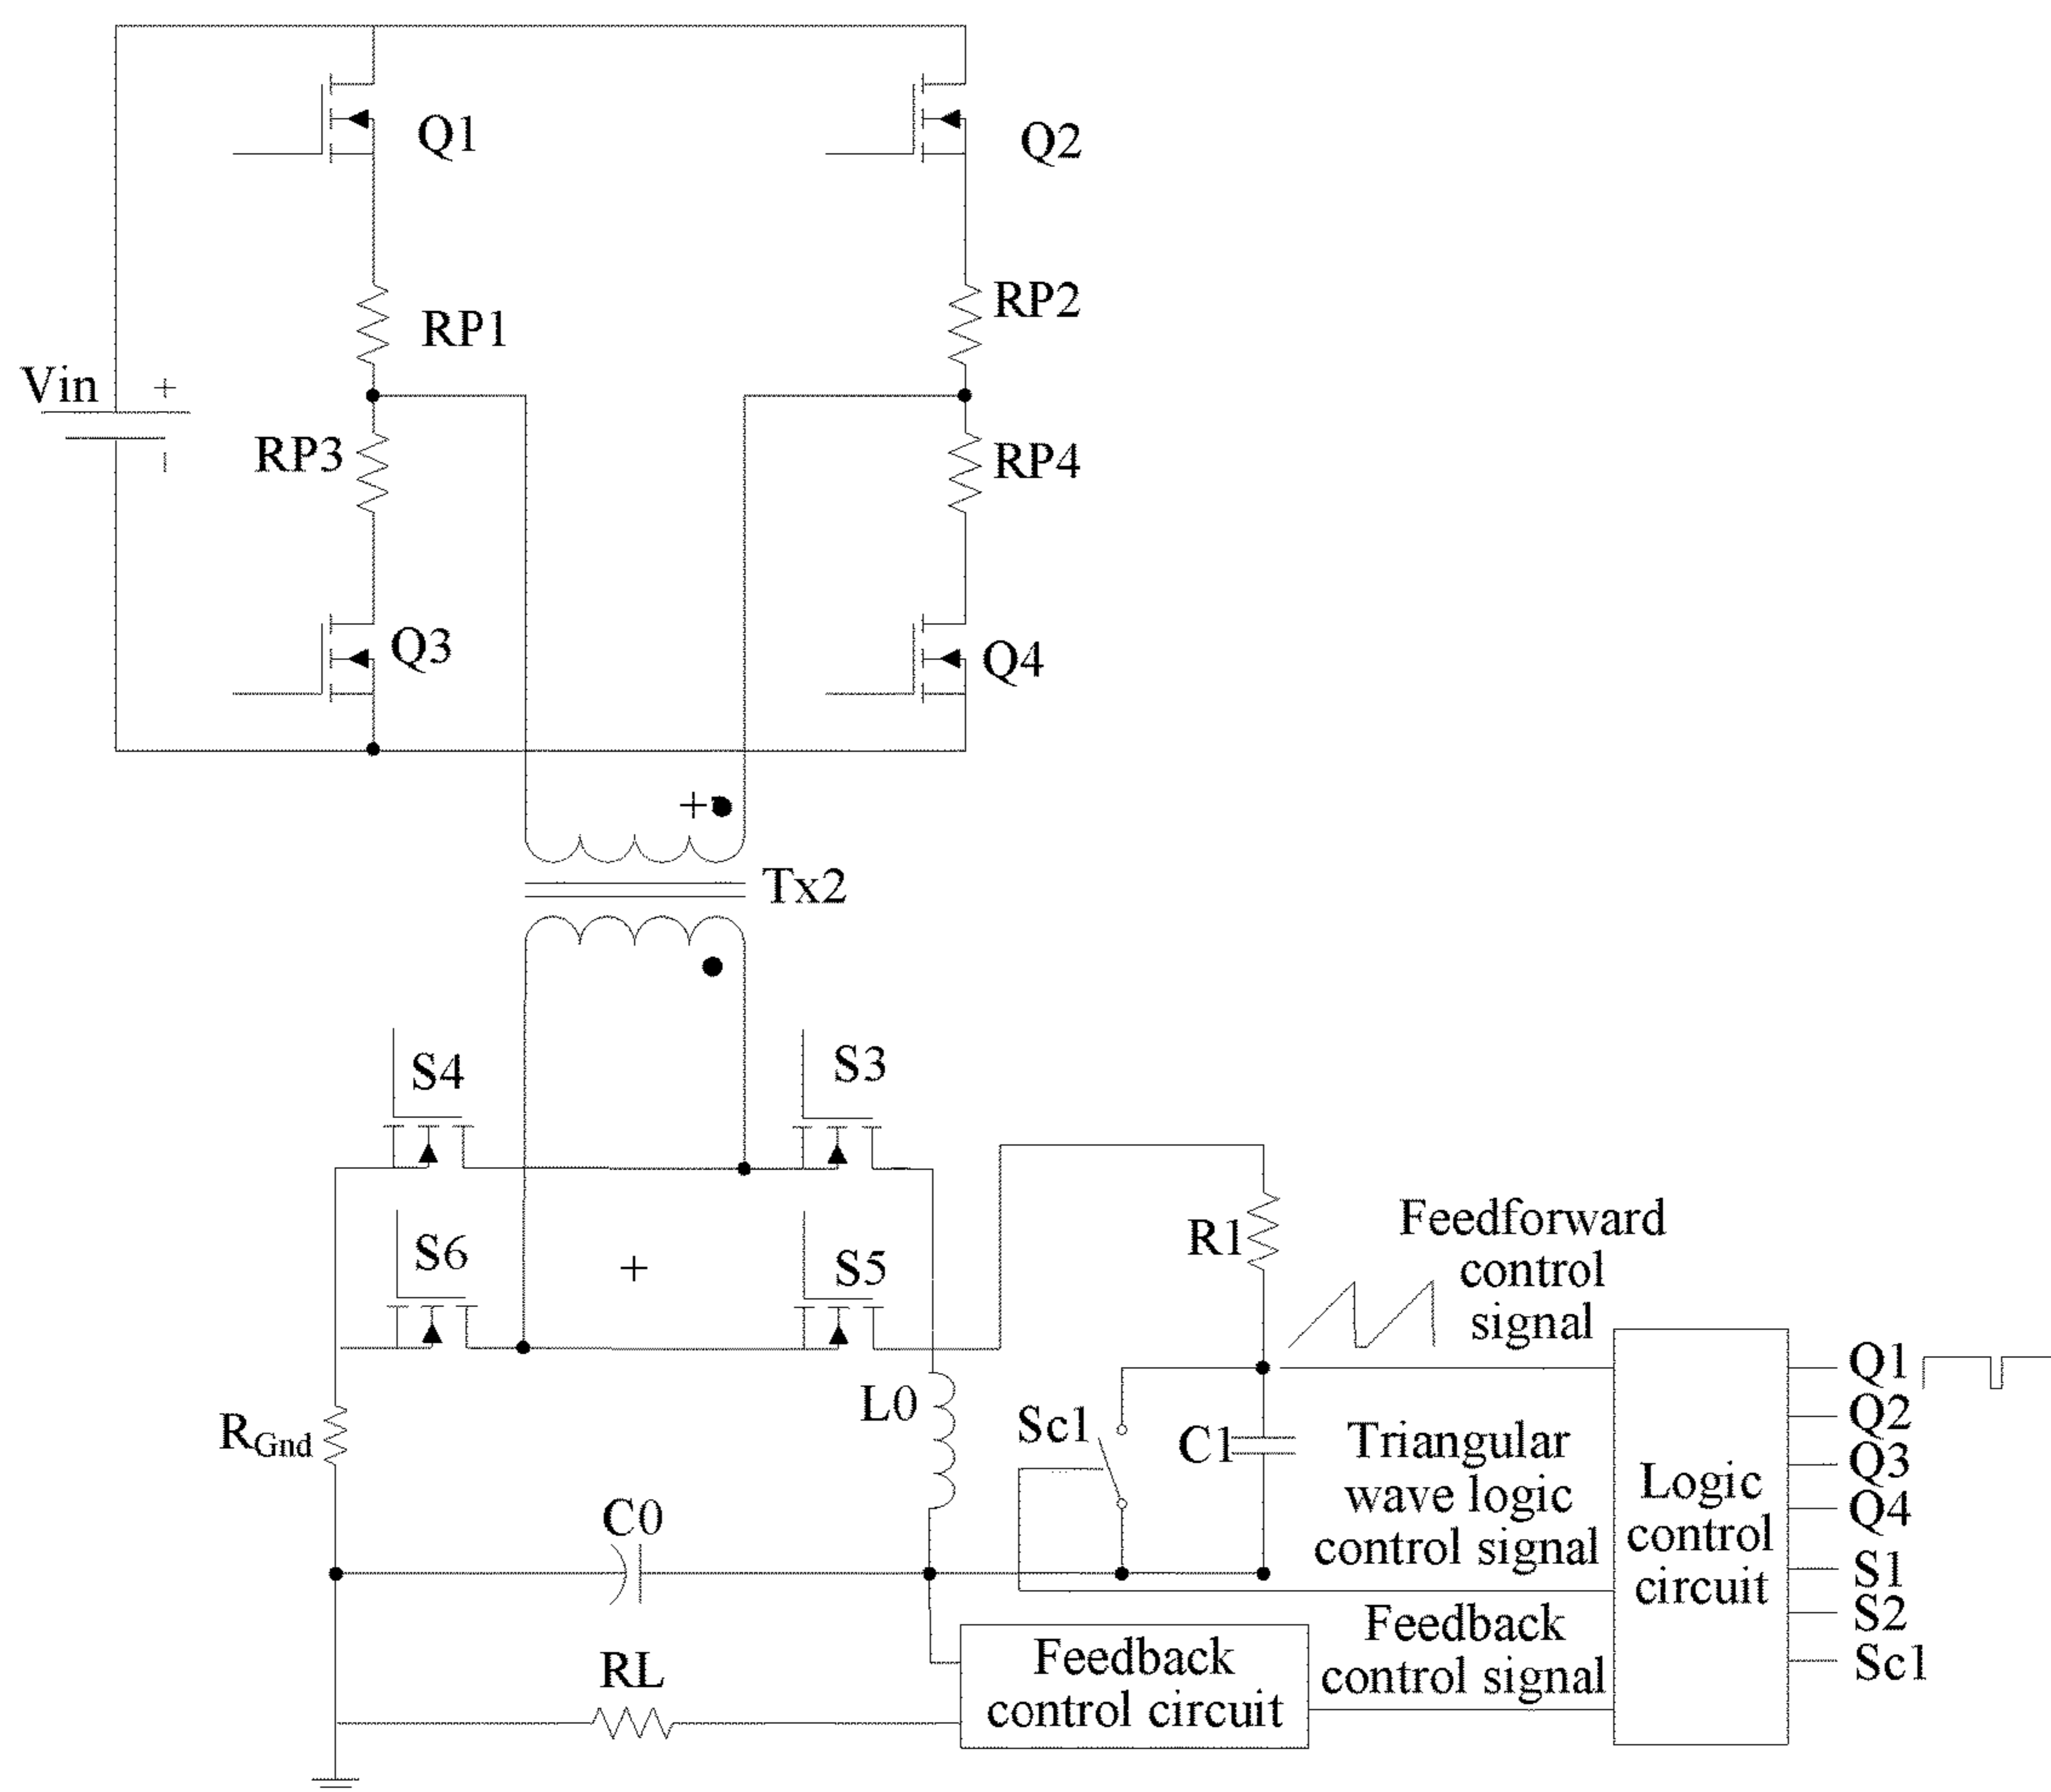 Q1
Q2
RP1
RP2
Vin
+
−
RP3
RP4
Q3
Q4
+
Tx2
S4
S3
S6
+
S5
R1
Feedforward
control
signal
L0
RGnd
Sc1
C1
Triangular
wave logic
control signal
Logic
control
circuit
Q1
Q2
Q3
Q4
S1
S2
Sc1
C0
RL
Feedback
control circuit
Feedback
control signal